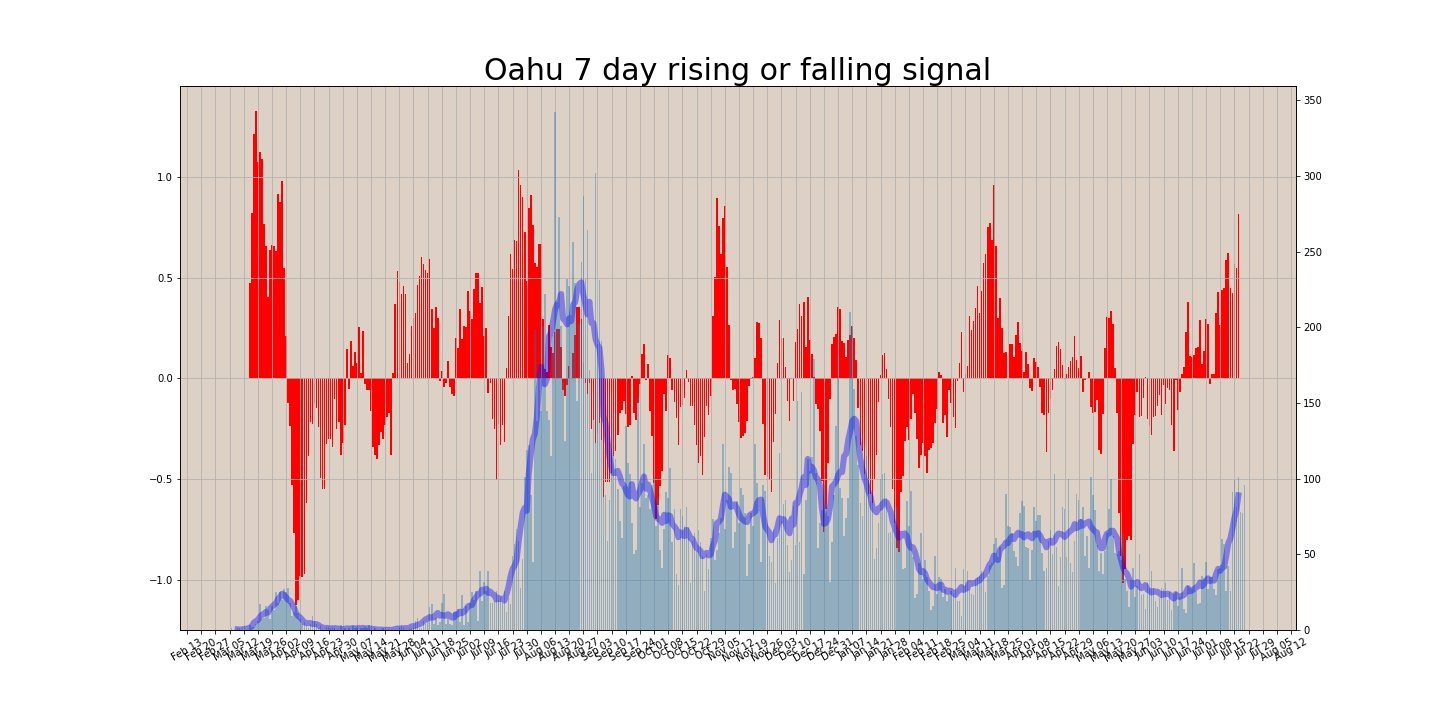 Oahu 7 day rising or falling signal
1.0
0.5
0.0
−0.5
−1.0
350
300
250
200
150
100
50
0
Feb 13
Feb 20
Feb 27
Mar 05
Mar 12
Mar 19
Mar 26
Apr 02
Apr 09
Apr 16
Apr 23
Apr 30
May 07
May 14
May 21
May 28
Jun 04
Jun 11
Jun 18
Jun 25
Jul 02
Jul 09
Jul 16
Jul 23
Jul 30
Aug 06
Aug 13
Aug 20
Aug 27
Sep 03
Sep 10
Sep 17
Sep 24
Oct 01
Oct 08
Oct 15
Oct 22
Oct 29
Nov 05
Nov 12
Nov 19
Nov 26
Dec 03
Dec 10
Dec 17
Dec 24
Dec 31
Jan 07
Jan 14
Jan 21
Jan 28
Feb 04
Feb 11
Feb 18
Feb 25
Mar 04
Mar 11
Mar 18
Mar 25
Apr 01
Apr 08
Apr 15
Apr 22
Apr 29
May 06
May 13
May 20
May 27
Jun 03
Jun 10
Jun 17
Jun 24
Jul 01
Jul 08
Jul 15
Jul 22
Jul 29
Aug 05
Aug 12